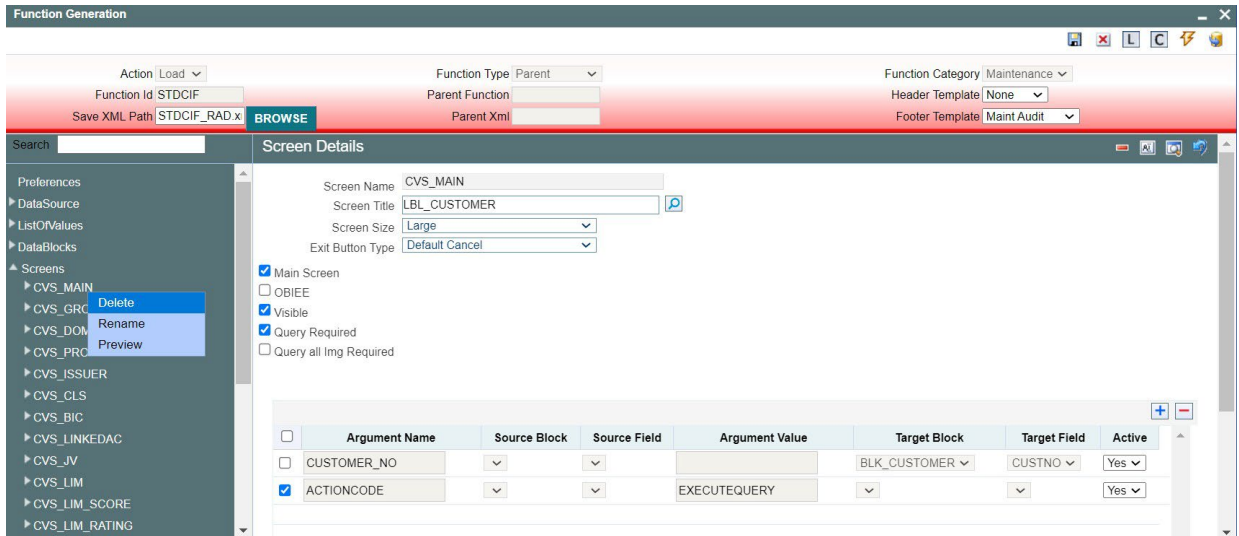 Function Generation
L C
Action Load Function Type Parent Function Category Maintenance
Function Id STDCIF Parent Function Header Template None
Save XML Path STDCIF_RAD.x BROWSE Parent Xml Footer Template Maint Audit
Search Screen Details
Preferences
DataSource
ListOfValues
DataBlocks
Screens
CVS_MAIN
CVS_GRO
CVS_DOM
CVS_PRO
CVS_ISSUER
CVS_CLS
CVS_BIC
CVS_LINKEDAC
CVS_JV
CVS_LIM
CVS_LIM_SCORE
CVS_LIM_RATING
Delete
Rename
Preview
Screen Name CVS_MAIN
Screen Title LBL_CUSTOMER
Screen Size Large
Exit Button Type Default Cancel
Main Screen
OBIEE
Visible
Query Required
Query all Img Required
Argument Name Source Block Source Field Argument Value Target Block Target Field Active
CUSTOMER_NO BLK_CUSTOMER CUSTNO Yes
ACTIONCODE EXECUTEQUERY Yes